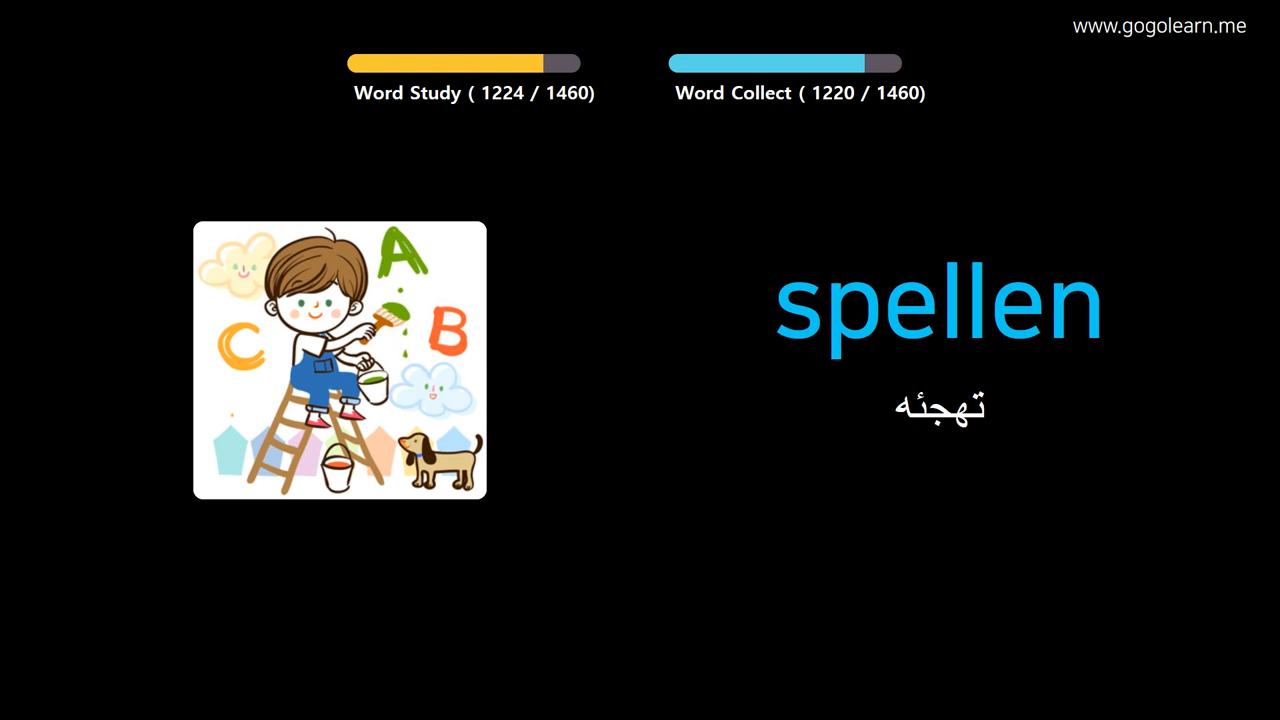 www.gogolearn.me
Word Study ( 1224 / 1460)
Word Collect ( 1220 / 1460)
A
B
C
spellen
تهجئه